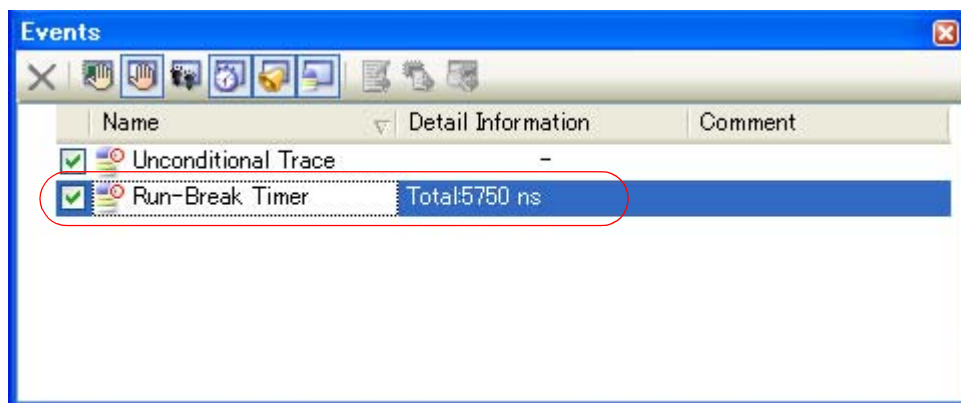 Events
Name Detail Information Comment
Unconditional Trace -
Run-Break Timer Total:5750 ns